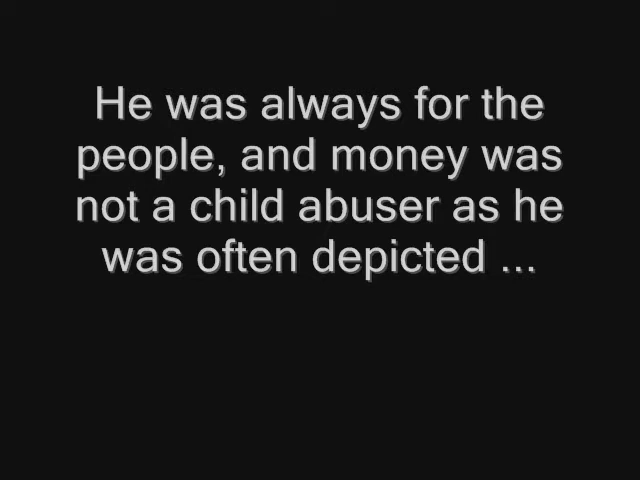 He was always for the
people, and money was
not a child abuser as he
was often depicted ...